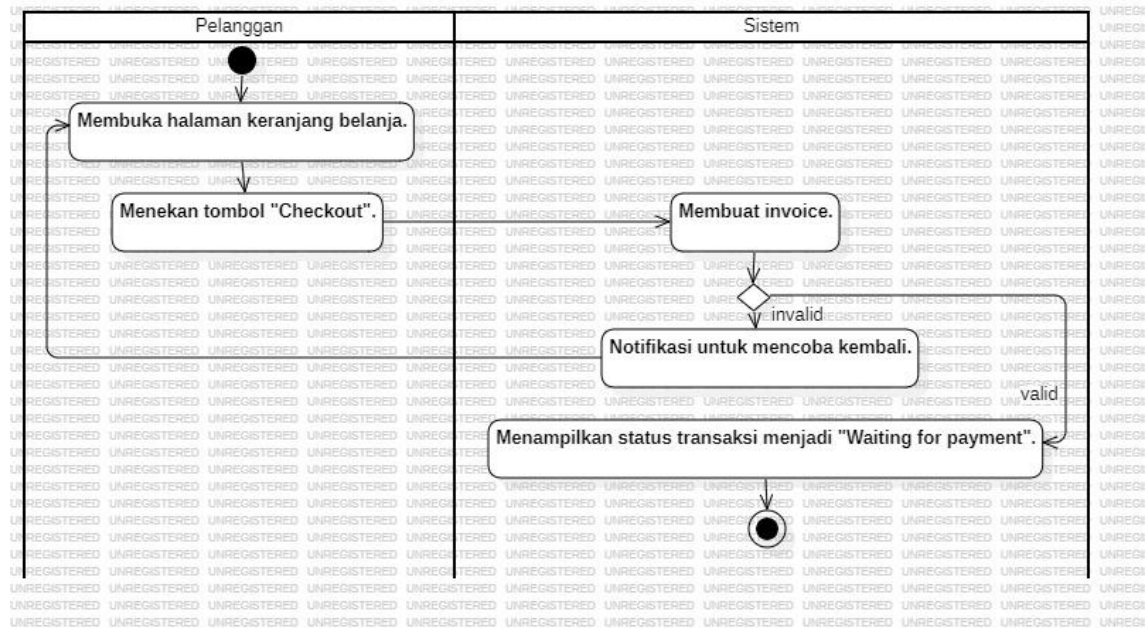 Pelanggan
Sistem
Membuka halaman keranjang belanja.
Menekan tombol "Checkout".
Membuat invoice.
invalid
Notifikasi untuk mencoba kembali.
valid
Menampilkan status transaksi menjadi "Waiting for payment".
UNREGISTERED